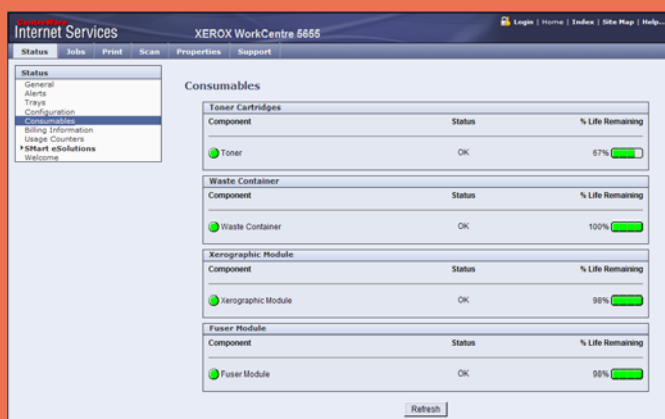 CentreWare
Internet Services
XEROX WorkCentre 5655
Login | Home | Index | Site Map | Help...
Status Jobs Print Scan Properties Support
Status
General
Alerts
Trays
Configuration
Consumables
Billing Information
Usage Counters
SMart eSolutions
Welcome
Consumables
Toner Cartridges
Component Status % Life Remaining
Toner OK 67%
Waste Container
Component Status % Life Remaining
Waste Container OK 100%
Xerographic Module
Component Status % Life Remaining
Xerographic Module OK 98%
Fuser Module
Component Status % Life Remaining
Fuser Module OK 98%
Refresh